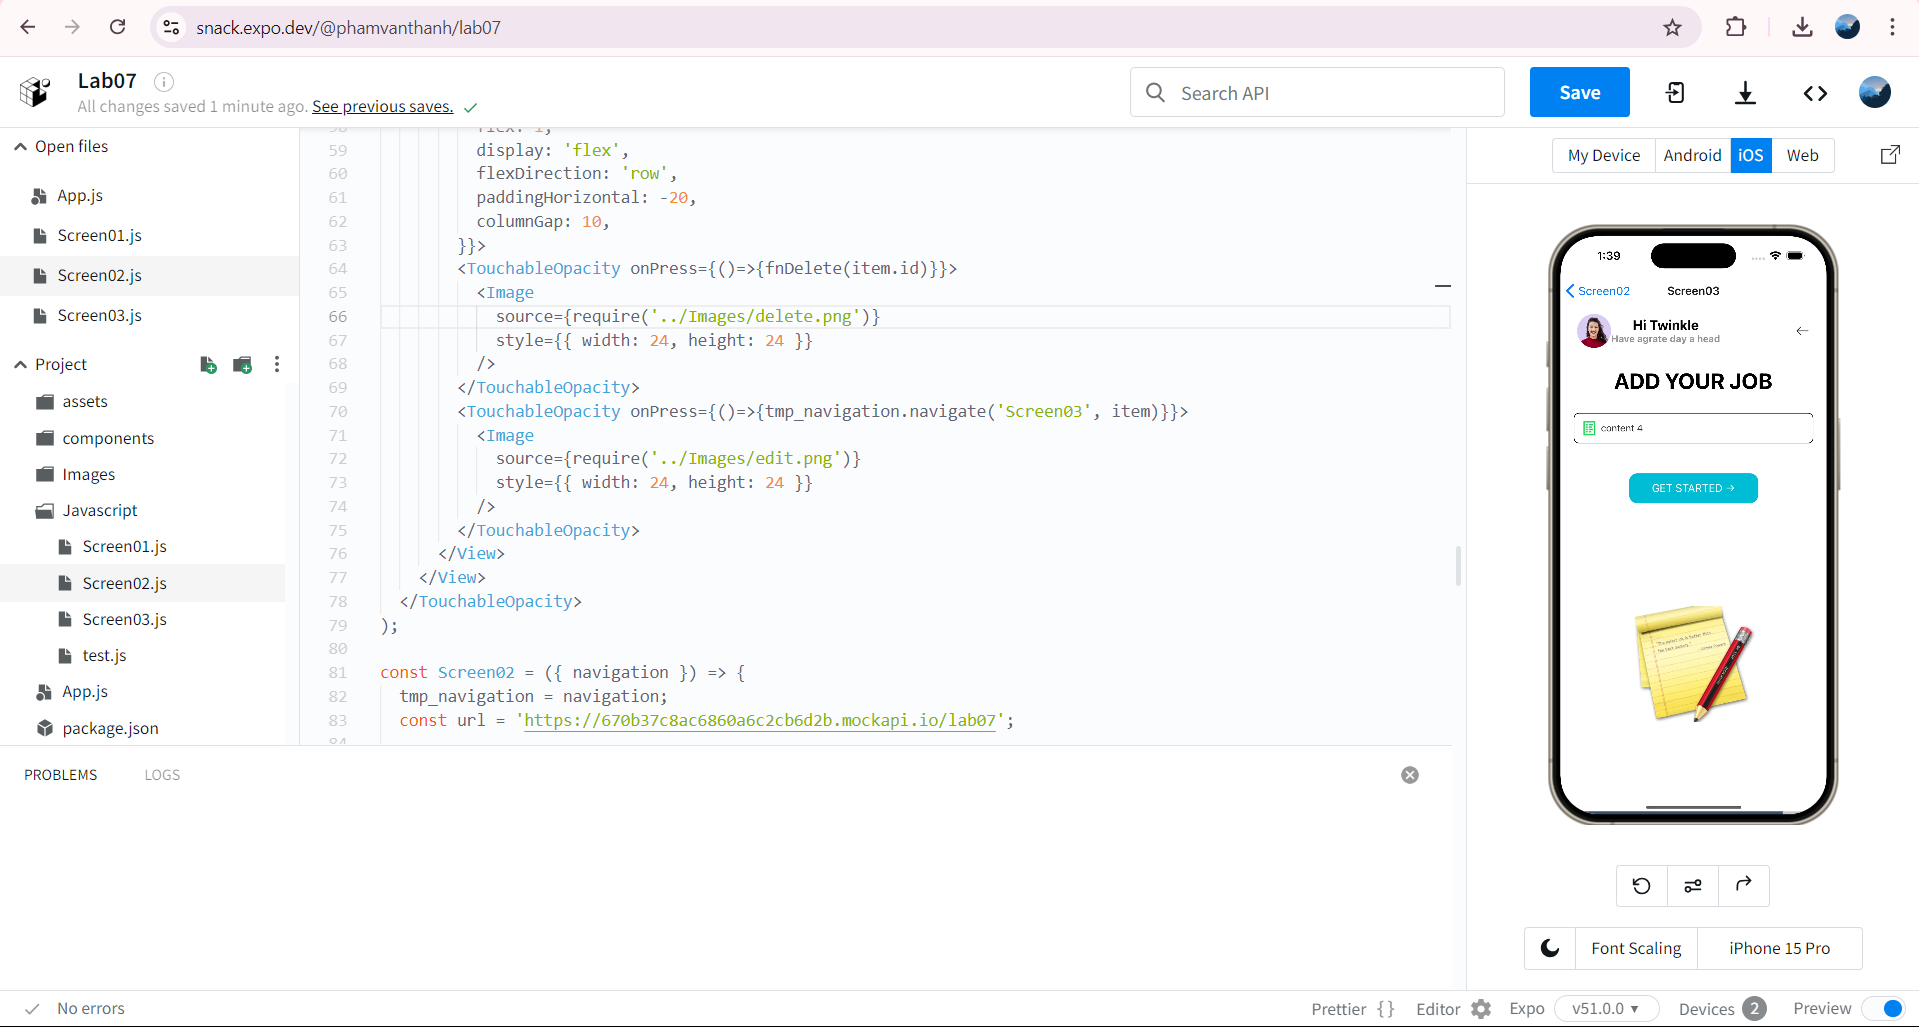 snack.expo.dev/@phamvanthanh/lab07
Lab07
All changes saved 1 minute ago. See previous saves.
Search API
Save
Open files
App.js
Screen01.js
Screen02.js
Screen03.js
Project
assets
components
Images
Javascript
Screen01.js
Screen02.js
Screen03.js
test.js
App.js
package.json
58 flex: 1,
59 display: 'flex',
60 flexDirection: 'row',
61 paddingHorizontal: -20,
62 columnGap: 10,
63 }}>
64 <TouchableOpacity onPress={()=>{fnDelete(item.id)}}>
65 <Image
66 source={require('../Images/delete.png')}
67 style={{ width: 24, height: 24 }}
68 />
69 </TouchableOpacity>
70 <TouchableOpacity onPress={()=>{tmp_navigation.navigate('Screen03', item)}}>
71 <Image
72 source={require('../Images/edit.png')}
73 style={{ width: 24, height: 24 }}
74 />
75 </TouchableOpacity>
76 </View>
77 </View>
78 </TouchableOpacity>
79 );
80
81 const Screen02 = ({ navigation }) => {
82 tmp_navigation = navigation;
83 const url = 'https://670b37c8ac6860a6c2cb6d2b.mockapi.io/lab07';
84
My Device Android iOS Web
1:39
Screen02 Screen03
Hi Twinkle
Have agrate day a head
ADD YOUR JOB
content 4
GET STARTED →
Font Scaling iPhone 15 Pro
PROBLEMS LOGS
No errors
Prettier {} Editor Expo v51.0.0 ▾ Devices 2 Preview